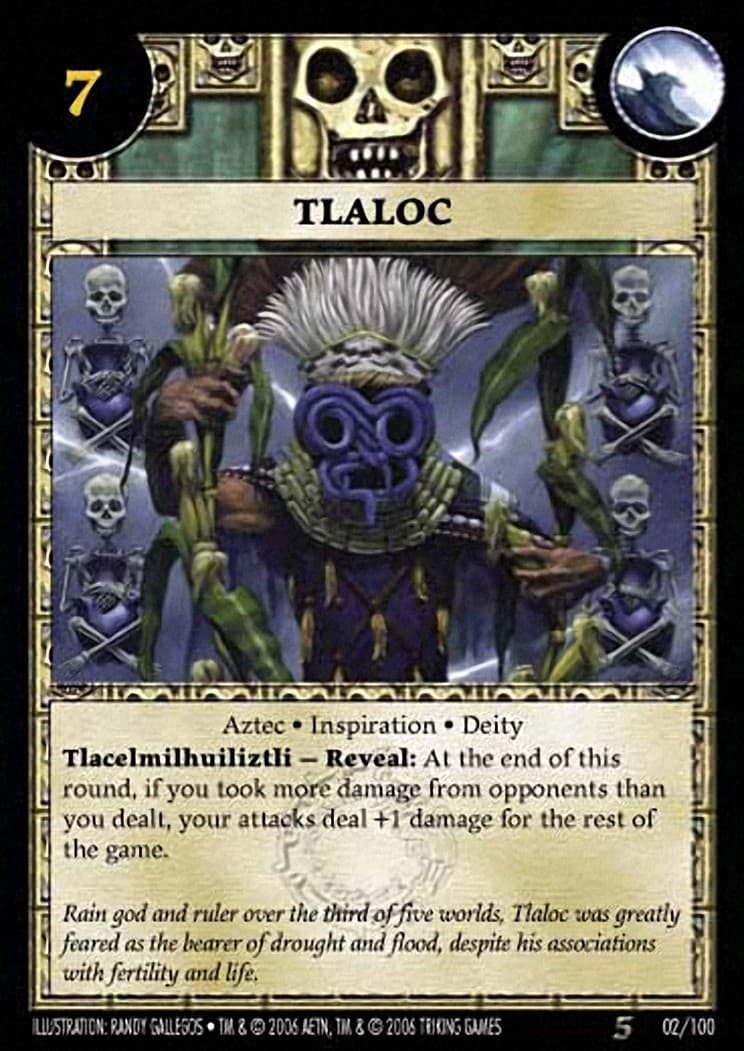 7
TLALOC
Aztec • Inspiration • Deity
Tlacelmilhuiliztli – Reveal: At the end of this
round, if you took more damage from opponents than
you dealt, your attacks deal +1 damage for the rest of
the game.
Rain god and ruler over the third of five worlds, Tlaloc was greatly
feared as the bearer of drought and flood, despite his associations
with fertility and life.
ILLUSTRATION: RANDY GALLEGOS • TM & © 2006 AETN, TM & © 2006 TRIKING GAMES 5 02/100